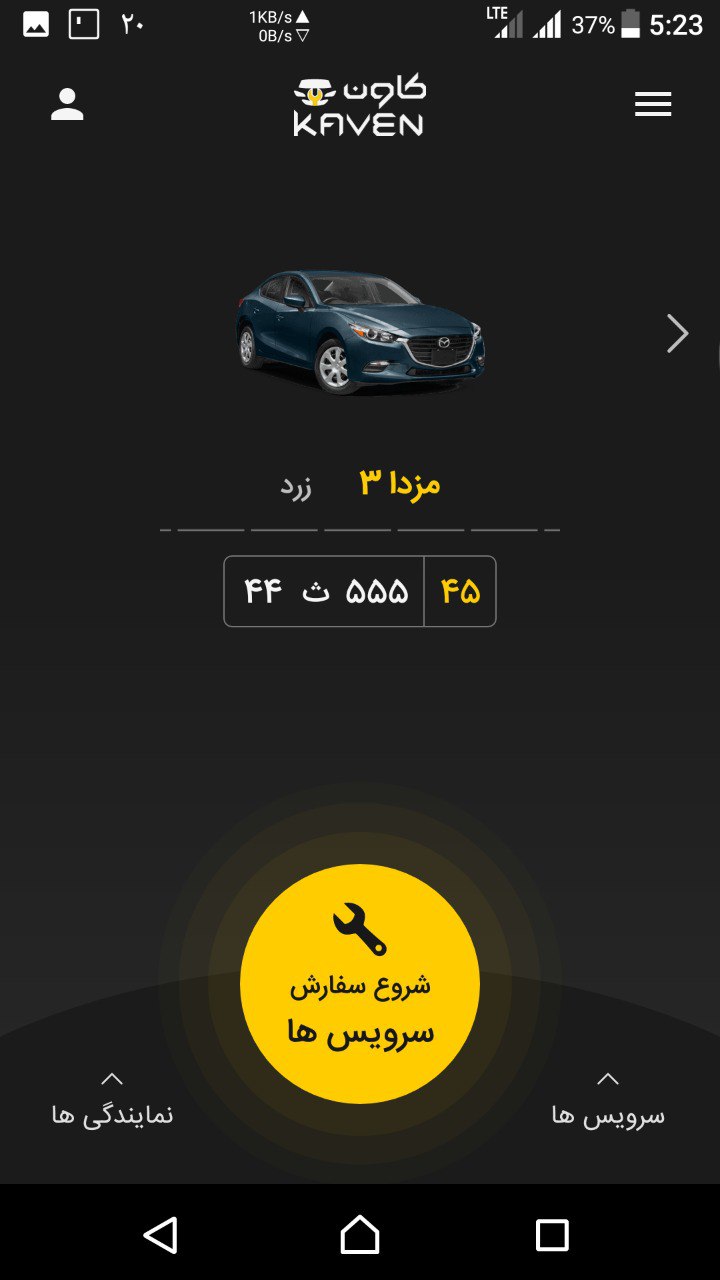 ۲۰ 1KB/s 0B/s LTE 37% 5:23
کاون
KAVEN
مزدا ۳ زرد
۴۴ ث ۵۵۵ ۴۵
شروع سفارش
سرویس ها
سرویس ها نمایندگی ها